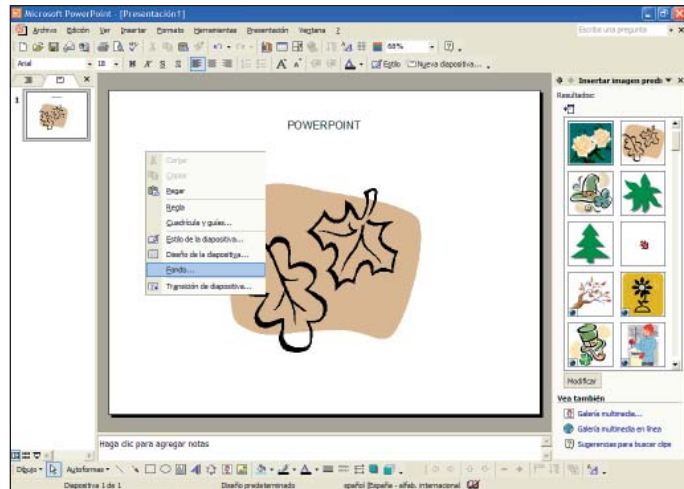 Microsoft PowerPoint - [Presentación1]
Archivo Edición Ver Insertar Formato Herramientas Presentación Ventana ?
Escriba una pregunta
68%
Arial 18 N K S S Estilo Nueva diapositiva...
Insertar imagen predi
Resultados:
1
POWERPOINT
Cortar
Copiar
Pegar
Regla
Cuadrícula y guías...
Estilo de la diapositiva...
Diseño de la diapositiva...
Fondo...
Transición de diapositiva...
Modificar
Vea también
Galería multimedia...
Galería multimedia en línea
Sugerencias para buscar clips
Haga clic para agregar notas
Dibujo Autoformas
Diapositiva 1 de 1 Diseño predeterminado español (España - alfab. internacional)